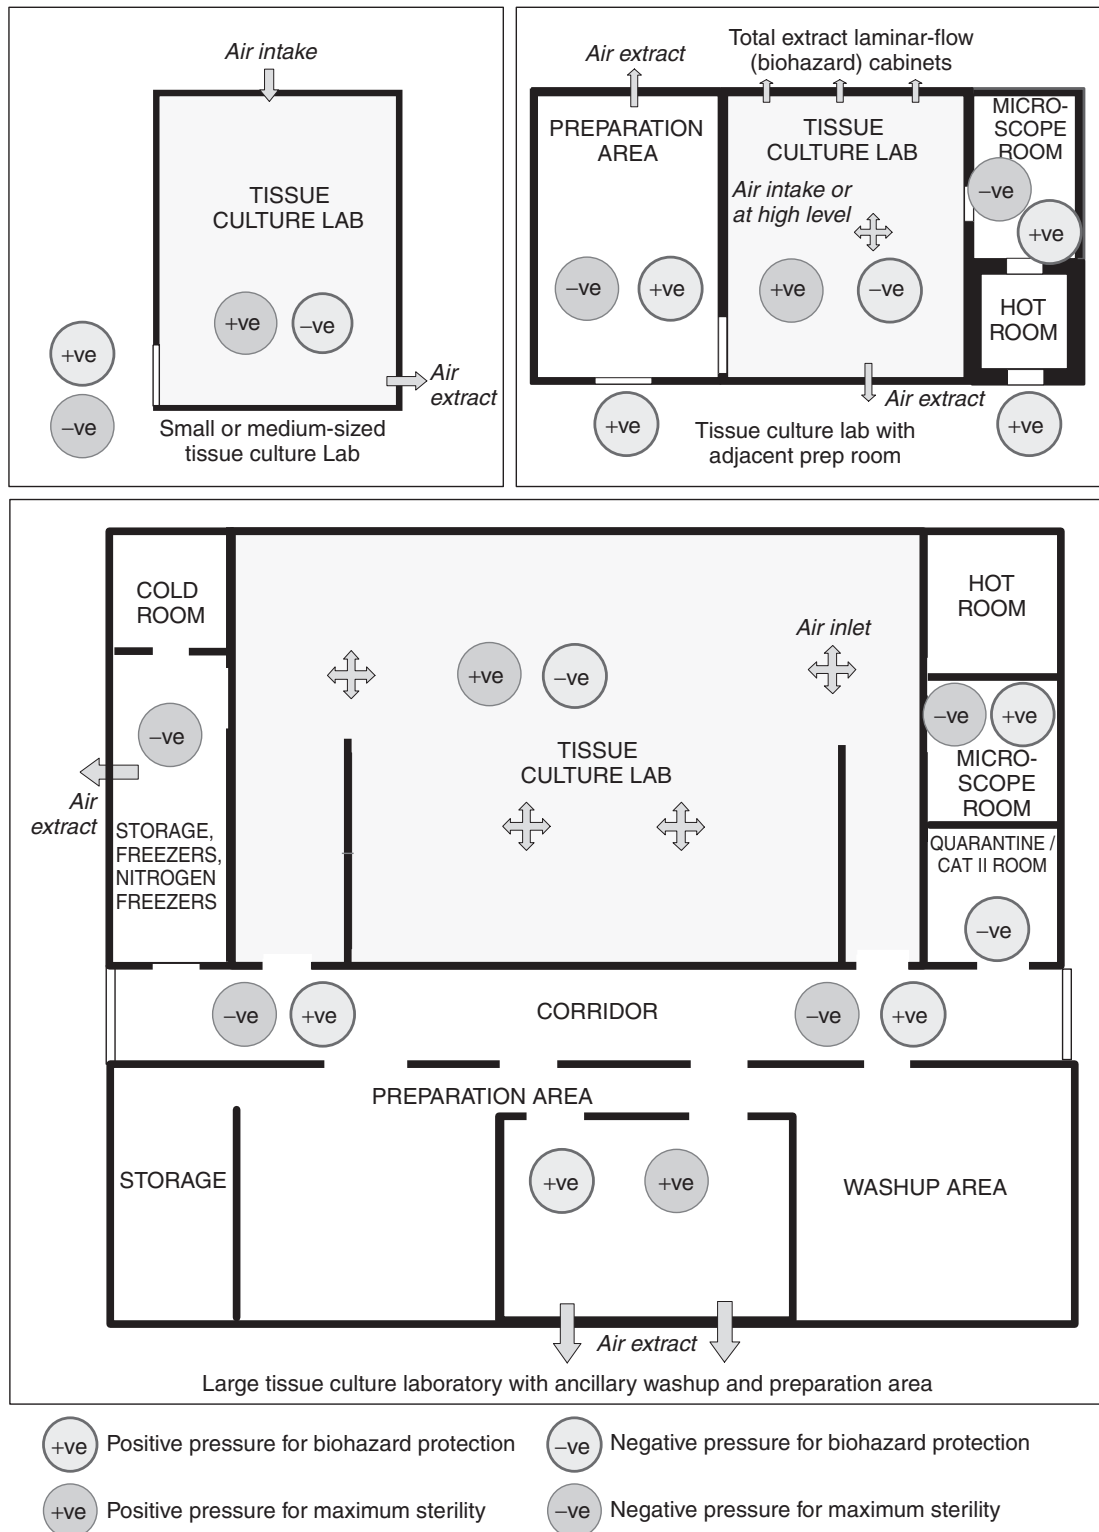 Air intake
TISSUE
CULTURE LAB
+ve
−ve
+ve
−ve
Air
extract
Small or medium-sized
tissue culture Lab
Air extract
Total extract laminar-flow
(biohazard) cabinets
PREPARATION
AREA
TISSUE
CULTURE LAB
MICRO-
SCOPE
ROOM
Air intake or
at high level
−ve
+ve
−ve
+ve
+ve
−ve
HOT
ROOM
Air extract
+ve
+ve
Tissue culture lab with
adjacent prep room
COLD
ROOM
HOT
ROOM
Air inlet
+ve
−ve
−ve
−ve
+ve
TISSUE
CULTURE LAB
MICRO-
SCOPE
ROOM
Air
extract
STORAGE,
FREEZERS,
NITROGEN
FREEZERS
QUARANTINE /
CAT II ROOM
−ve
−ve
+ve
CORRIDOR
−ve
+ve
PREPARATION AREA
STORAGE
+ve
+ve
WASHUP AREA
Air extract
Large tissue culture laboratory with ancillary washup and preparation area
+ve Positive pressure for biohazard protection
−ve Negative pressure for biohazard protection
+ve Positive pressure for maximum sterility
−ve Negative pressure for maximum sterility